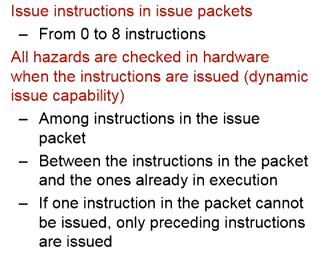 Issue instructions in issue packets
– From 0 to 8 instructions
All hazards are checked in hardware
when the instructions are issued (dynamic
issue capability)
– Among instructions in the issue
packet
– Between the instructions in the packet
and the ones already in execution
– If one instruction in the packet cannot
be issued, only preceding instructions
are issued